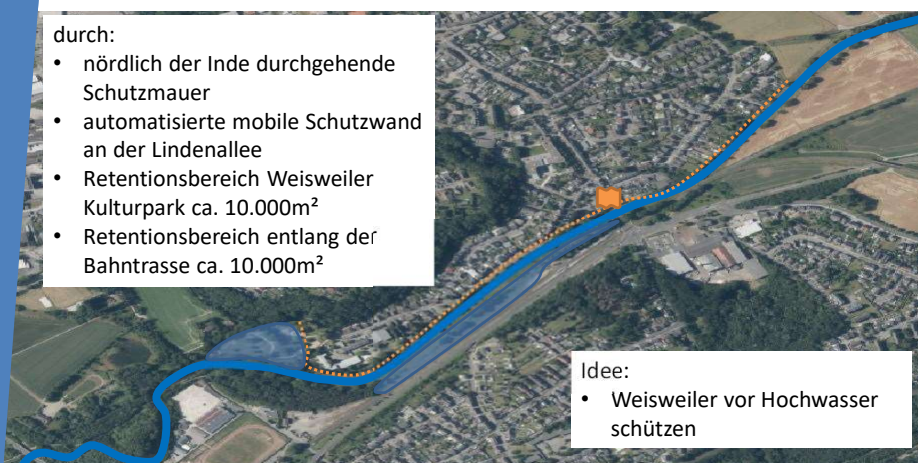 durch:
• nördlich der Inde durchgehende
Schutzmauer
• automatisierte mobile Schutzwand
an der Lindenallee
• Retentionsbereich Weisweiler
Kulturpark ca. 10.000m²
• Retentionsbereich entlang der
Bahntrasse ca. 10.000m²
Idee:
• Weisweiler vor Hochwasser
schützen